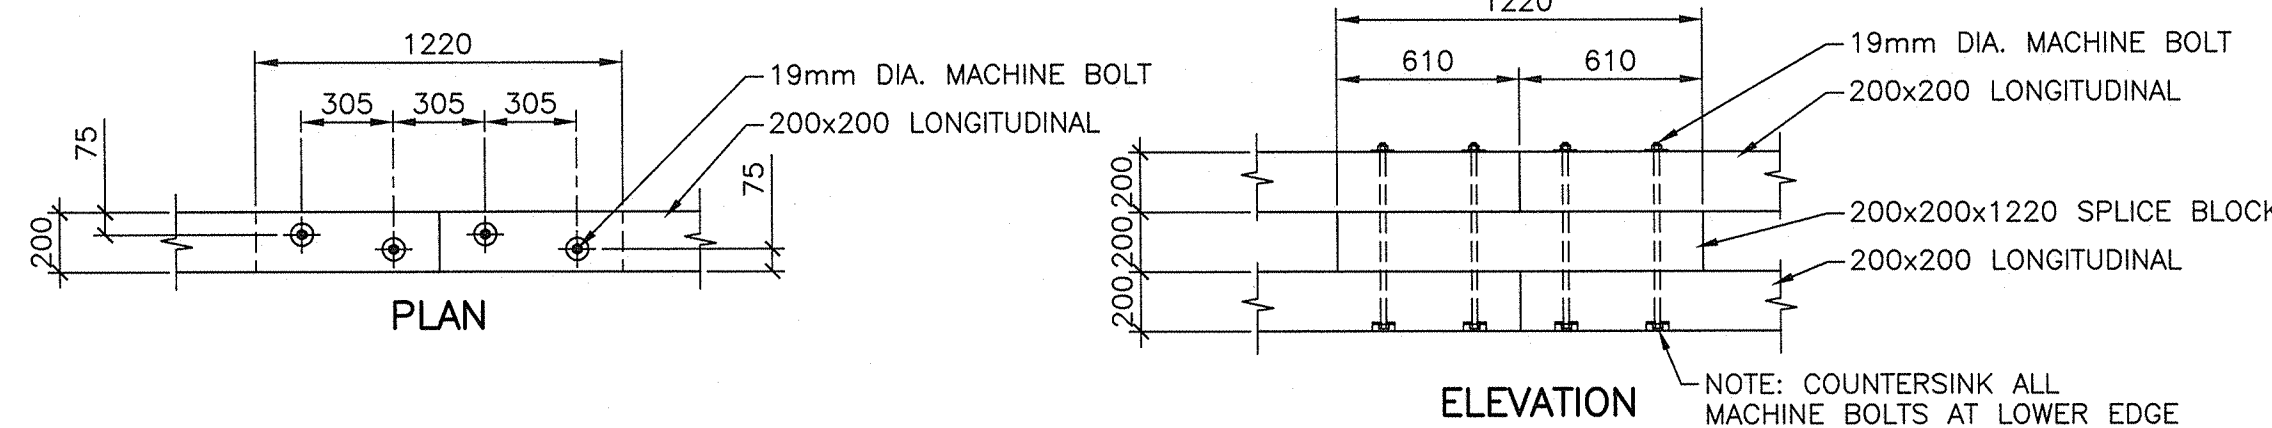 1220
305 305 305
75
200
75
19mm DIA. MACHINE BOLT
200x200 LONGITUDINAL
PLAN
1220
610 610
200
200
200
19mm DIA. MACHINE BOLT
200x200 LONGITUDINAL
200x200x1220 SPLICE BLOCK
200x200 LONGITUDINAL
NOTE: COUNTERSINK ALL
MACHINE BOLTS AT LOWER EDGE
ELEVATION